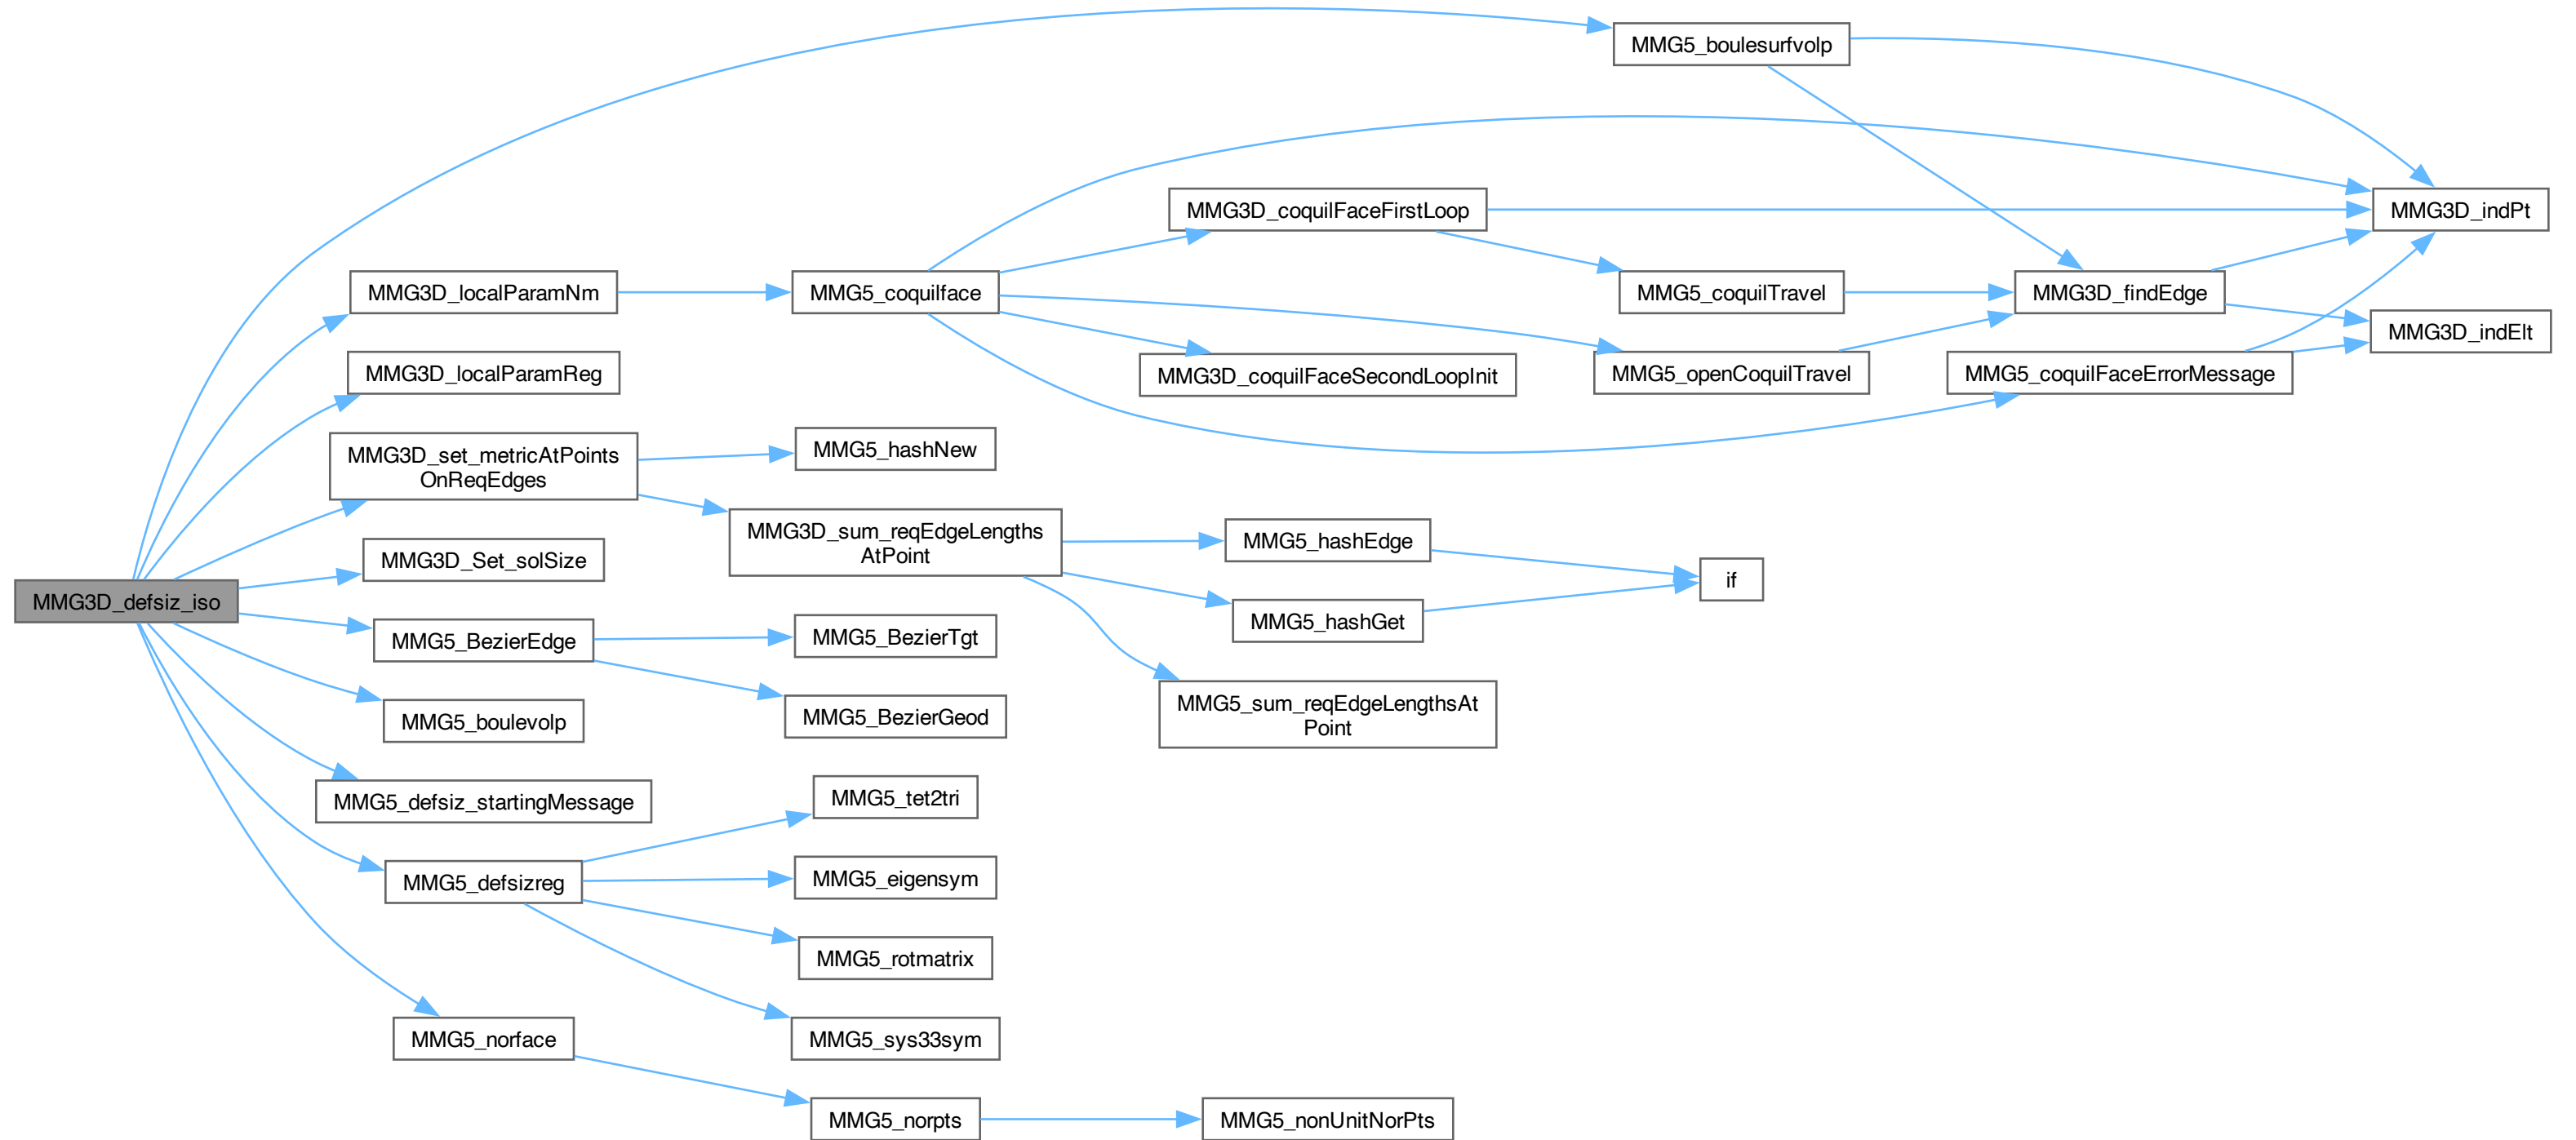 MMG5_boulesurfvolp
MMG3D_coquilFaceFirstLoop
MMG3D_indPt
MMG3D_localParamNm
MMG5_coquilface
MMG5_coquilTravel
MMG3D_findEdge
MMG3D_indElt
MMG3D_localParamReg
MMG3D_coquilFaceSecondLoopInit
MMG5_openCoquilTravel
MMG5_coquilFaceErrorMessage
MMG3D_set_metricAtPoints
OnReqEdges
MMG5_hashNew
MMG3D_sum_reqEdgeLengths
AtPoint
MMG5_hashEdge
MMG3D_Set_solSize
if
MMG3D_defsiz_iso
MMG5_hashGet
MMG5_BezierEdge
MMG5_BezierTgt
MMG5_sum_reqEdgeLengthsAt
Point
MMG5_boulevolp
MMG5_BezierGeod
MMG5_defsiz_startingMessage
MMG5_tet2tri
MMG5_defsizreg
MMG5_eigensym
MMG5_rotmatrix
MMG5_norface
MMG5_sys33sym
MMG5_norpts
MMG5_nonUnitNorPts